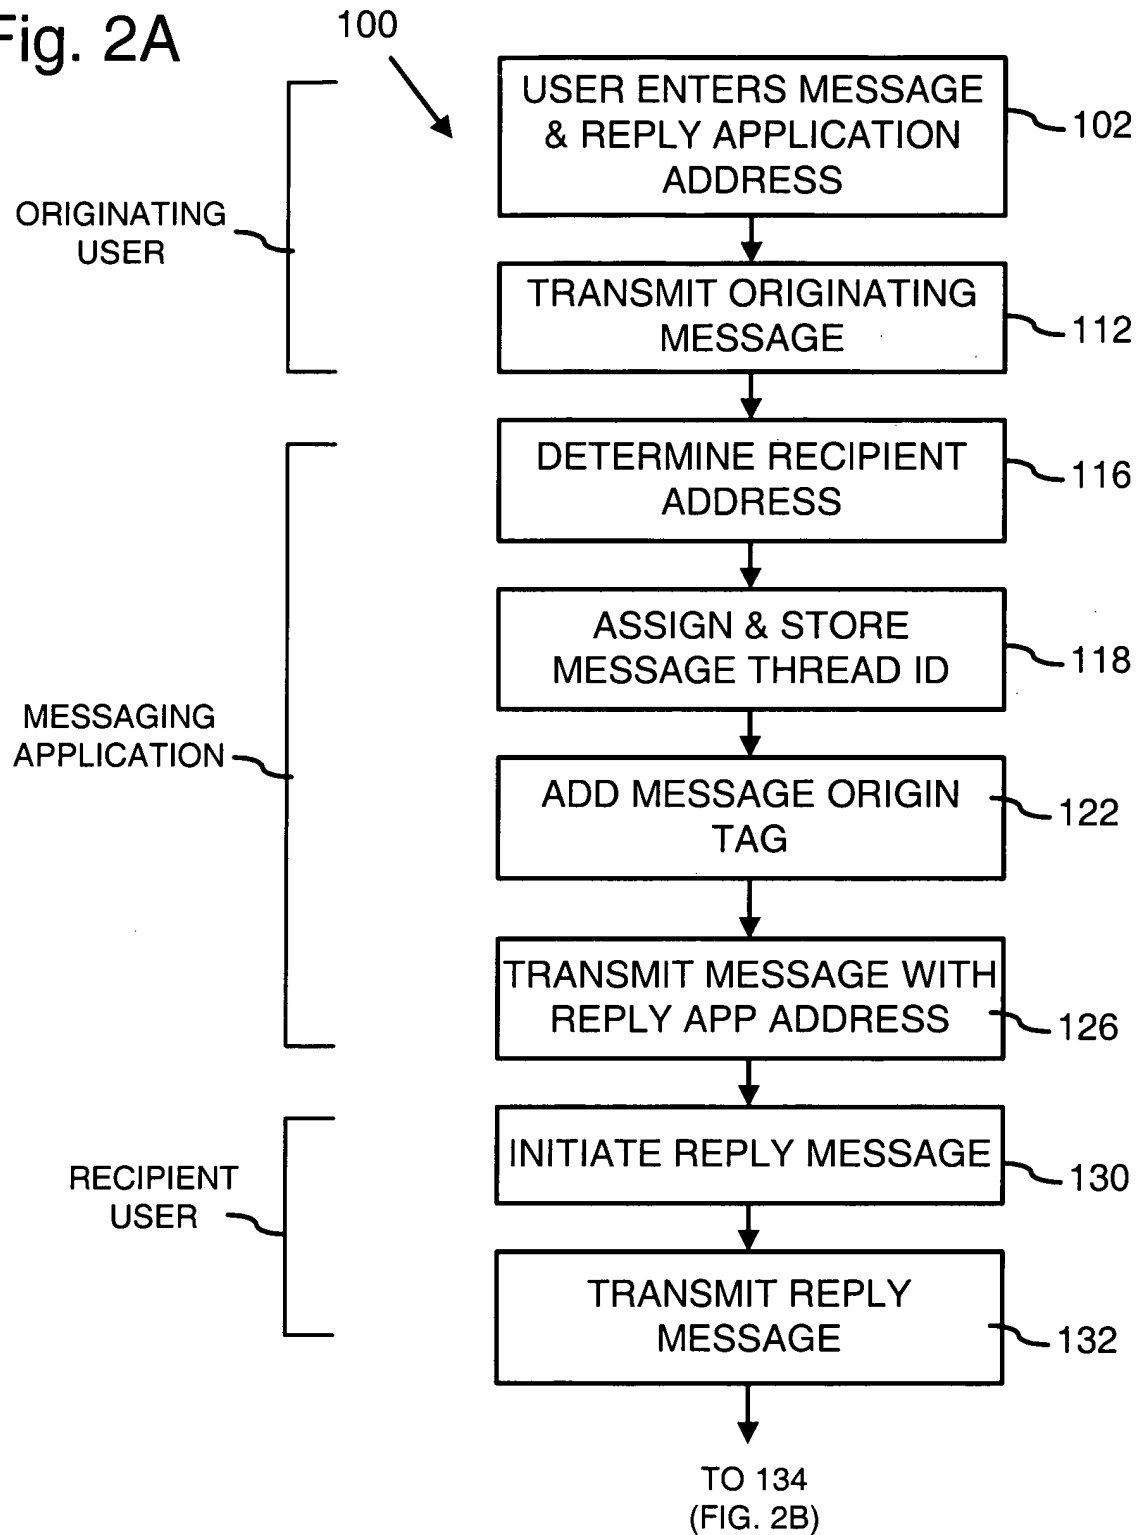 Fig. 2A
100
USER ENTERS MESSAGE
& REPLY APPLICATION
ADDRESS
102
ORIGINATING
USER
TRANSMIT ORIGINATING
MESSAGE
112
DETERMINE RECIPIENT
ADDRESS
116
ASSIGN & STORE
MESSAGE THREAD ID
118
MESSAGING
APPLICATION
ADD MESSAGE ORIGIN
TAG
122
TRANSMIT MESSAGE WITH
REPLY APP ADDRESS
126
INITIATE REPLY MESSAGE
130
RECIPIENT
USER
TRANSMIT REPLY
MESSAGE
132
TO 134
(FIG. 2B)